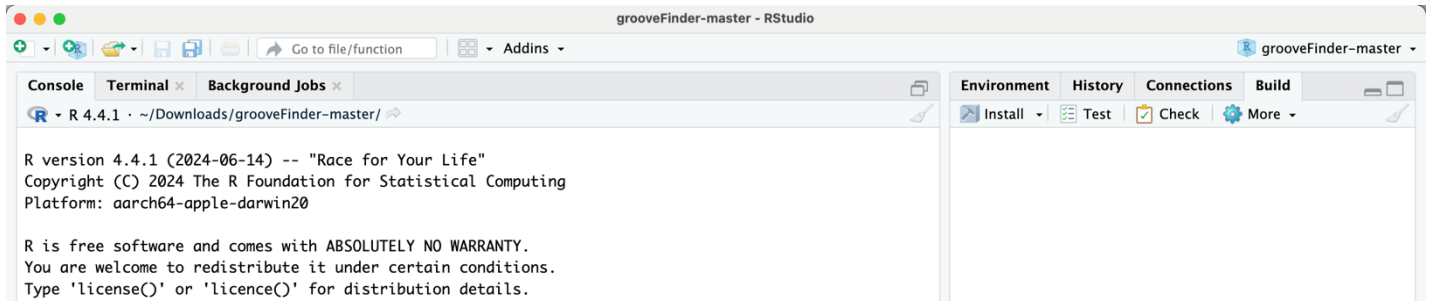 grooveFinder-master - RStudio
Go to file/function Addins grooveFinder-master
Console Terminal Background Jobs
R 4.4.1 · ~/Downloads/grooveFinder-master/
R version 4.4.1 (2024-06-14) -- "Race for Your Life"
Copyright (C) 2024 The R Foundation for Statistical Computing
Platform: aarch64-apple-darwin20
R is free software and comes with ABSOLUTELY NO WARRANTY.
You are welcome to redistribute it under certain conditions.
Type 'license()' or 'licence()' for distribution details.
Environment History Connections Build
Install Test Check More